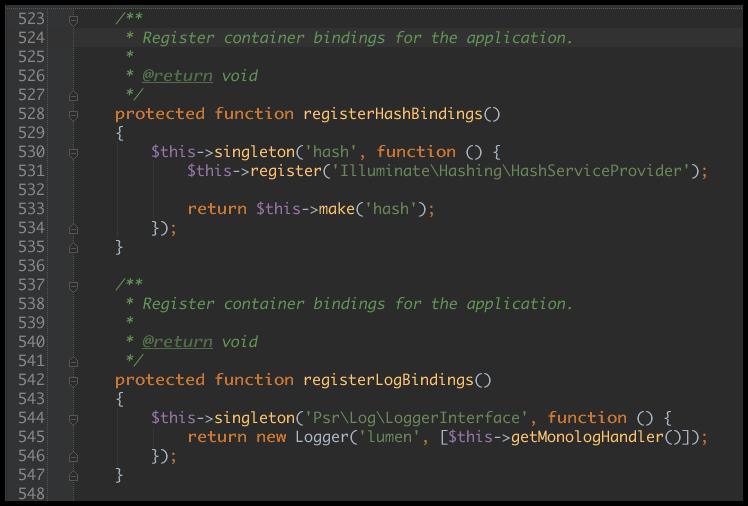 523 /**
524 * Register container bindings for the application.
525 *
526 * @return void
527 */
528 protected function registerHashBindings()
529 {
530 $this->singleton('hash', function () {
531 $this->register('Illuminate\Hashing\HashServiceProvider');
532
533 return $this->make('hash');
534 });
535 }
536
537 /**
538 * Register container bindings for the application.
539 *
540 * @return void
541 */
542 protected function registerLogBindings()
543 {
544 $this->singleton('Psr\Log\LoggerInterface', function () {
545 return new Logger('lumen', [$this->getMonologHandler()]);
546 });
547 }
548